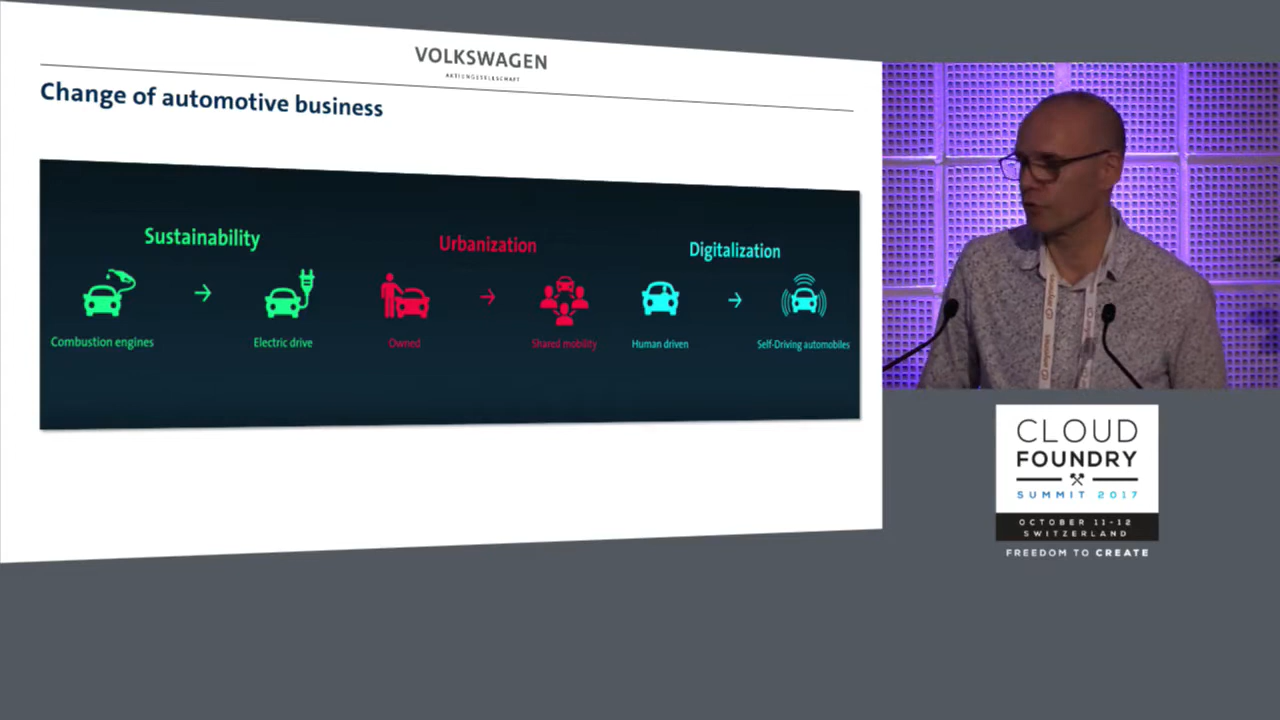 VOLKSWAGEN
AKTIENGESELLSCHAFT
Change of automotive business
Sustainability
Urbanization
Digitalization
Combustion engines
Electric drive
Owned
Shared mobility
Human driven
Self-Driving automobiles
CLOUD
FOUNDRY
SUMMIT 2017
OCTOBER 11-12
SWITZERLAND
FREEDOM TO CREATE